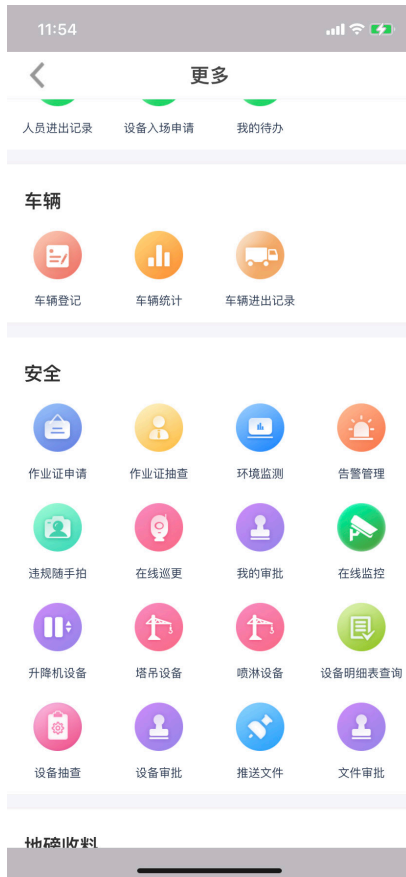 11:54
更多
人员进出记录 设备入场申请 我的待办
车辆
车辆登记 车辆统计 车辆进出记录
安全
作业证申请 作业证抽查 环境监测 告警管理
违规随手拍 在线巡更 我的审批 在线监控
升降机设备 塔吊设备 喷淋设备 设备明细表查询
设备抽查 设备审批 推送文件 文件审批
地磅收料